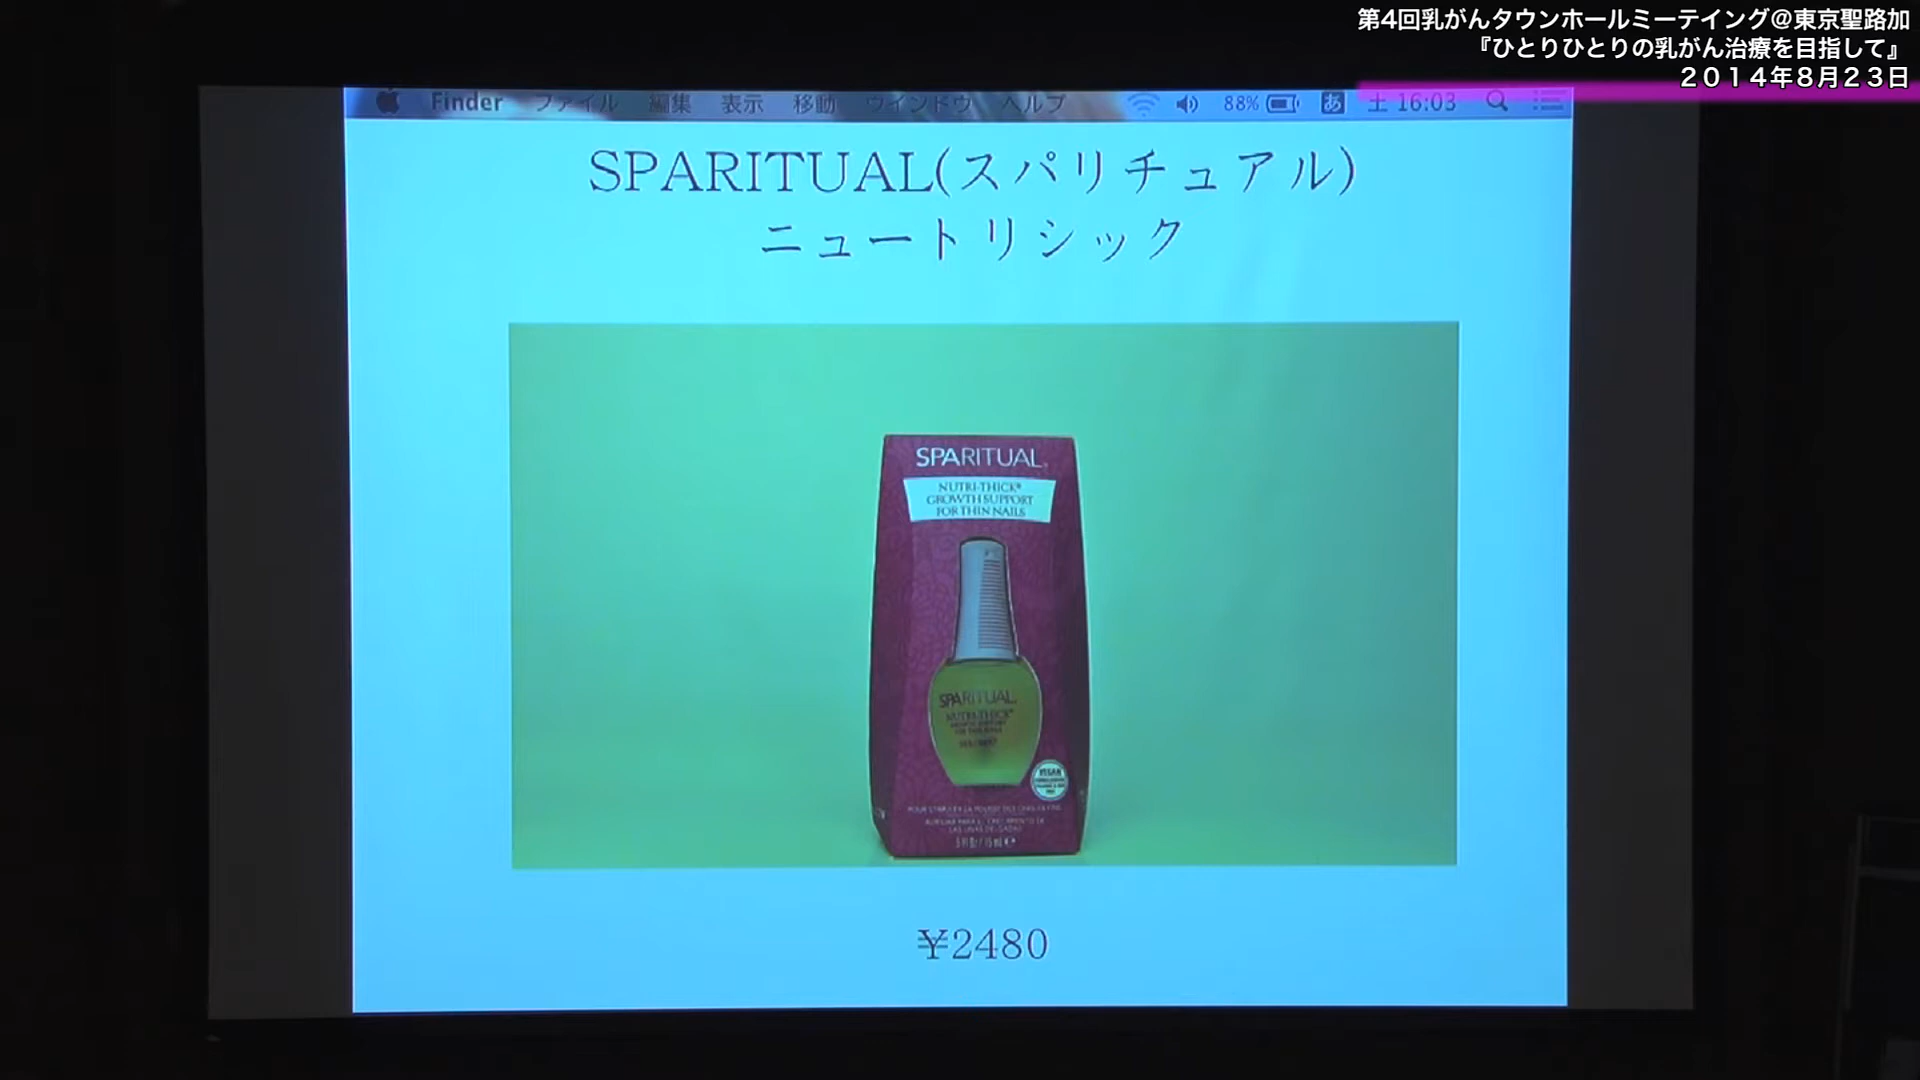 第4回乳がんタウンホールミーテイング@東京聖路加
『ひとりひとりの乳がん治療を目指して』
2014年8月23日
Finder ファイル 編集 表示 移動 ウインドウ ヘルプ 88% あ 土 16:03
SPARITUAL(スパリチュアル)
ニュートリシック
SPARITUAL
NUTRI-THICK®
GROWTH SUPPORT
FOR THIN NAILS
SPARITUAL
NUTRI-THICK
VEGAN
¥2480